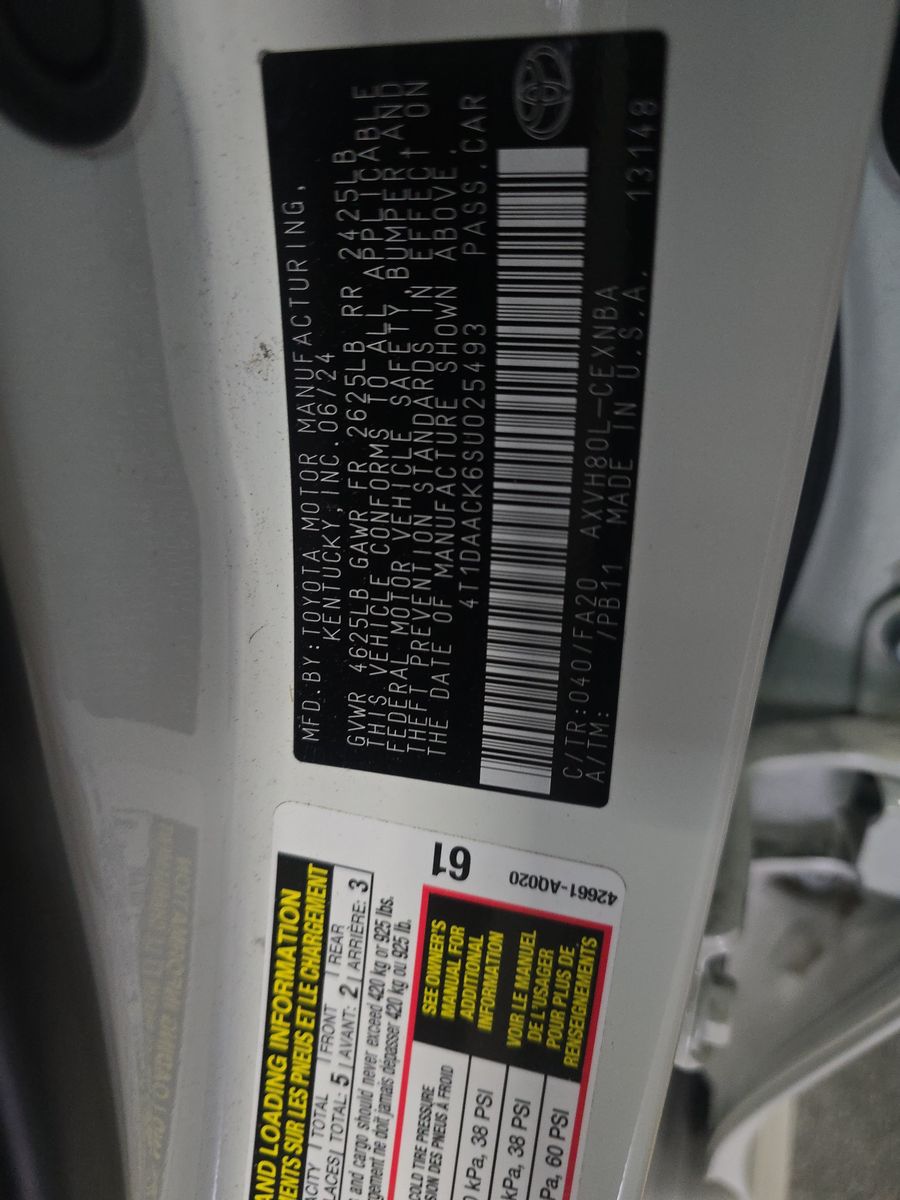 MFD.BY:TOYOTA MOTOR MANUFACTURING,
KENTUCKY,INC.06/24
GVWR 4625LB GAWR FR 2625LB RR 2425LB
THIS VEHICLE CONFORMS TO ALL APPLICABLE
FEDERAL MOTOR VEHICLE SAFETY, BUMPER AND
THEFT PREVENTION STANDARDS IN EFFECT ON
THE DATE OF MANUFACTURE SHOWN ABOVE.
4T1DAACK6SU025493 PASS.CAR
C/TR:040/FA20 AXVH80L-CEXNBA
A/TM: /PB11 MADE IN U.S.A. 13148
AND LOADING INFORMATION
SUR LES PNEUS ET LE CHARGEMENT
TOTAL FRONT REAR
TOTAL: 5 AVANT: 2 ARRIÈRE: 3
and cargo should never exceed 420 kg or 925 lbs.
ne doit jamais dépasser 420 kg ou 925 lb.
61
42661-AQ020
COLD TIRE PRESSURE
DES PNEUS À FROID
kPa, 38 PSI
kPa, 38 PSI
60 PSI
SEE OWNER'S
MANUAL FOR
ADDITIONAL
INFORMATION
VOIR LE MANUEL
DE L'USAGER
POUR PLUS DE
RENSEIGNEMENTS